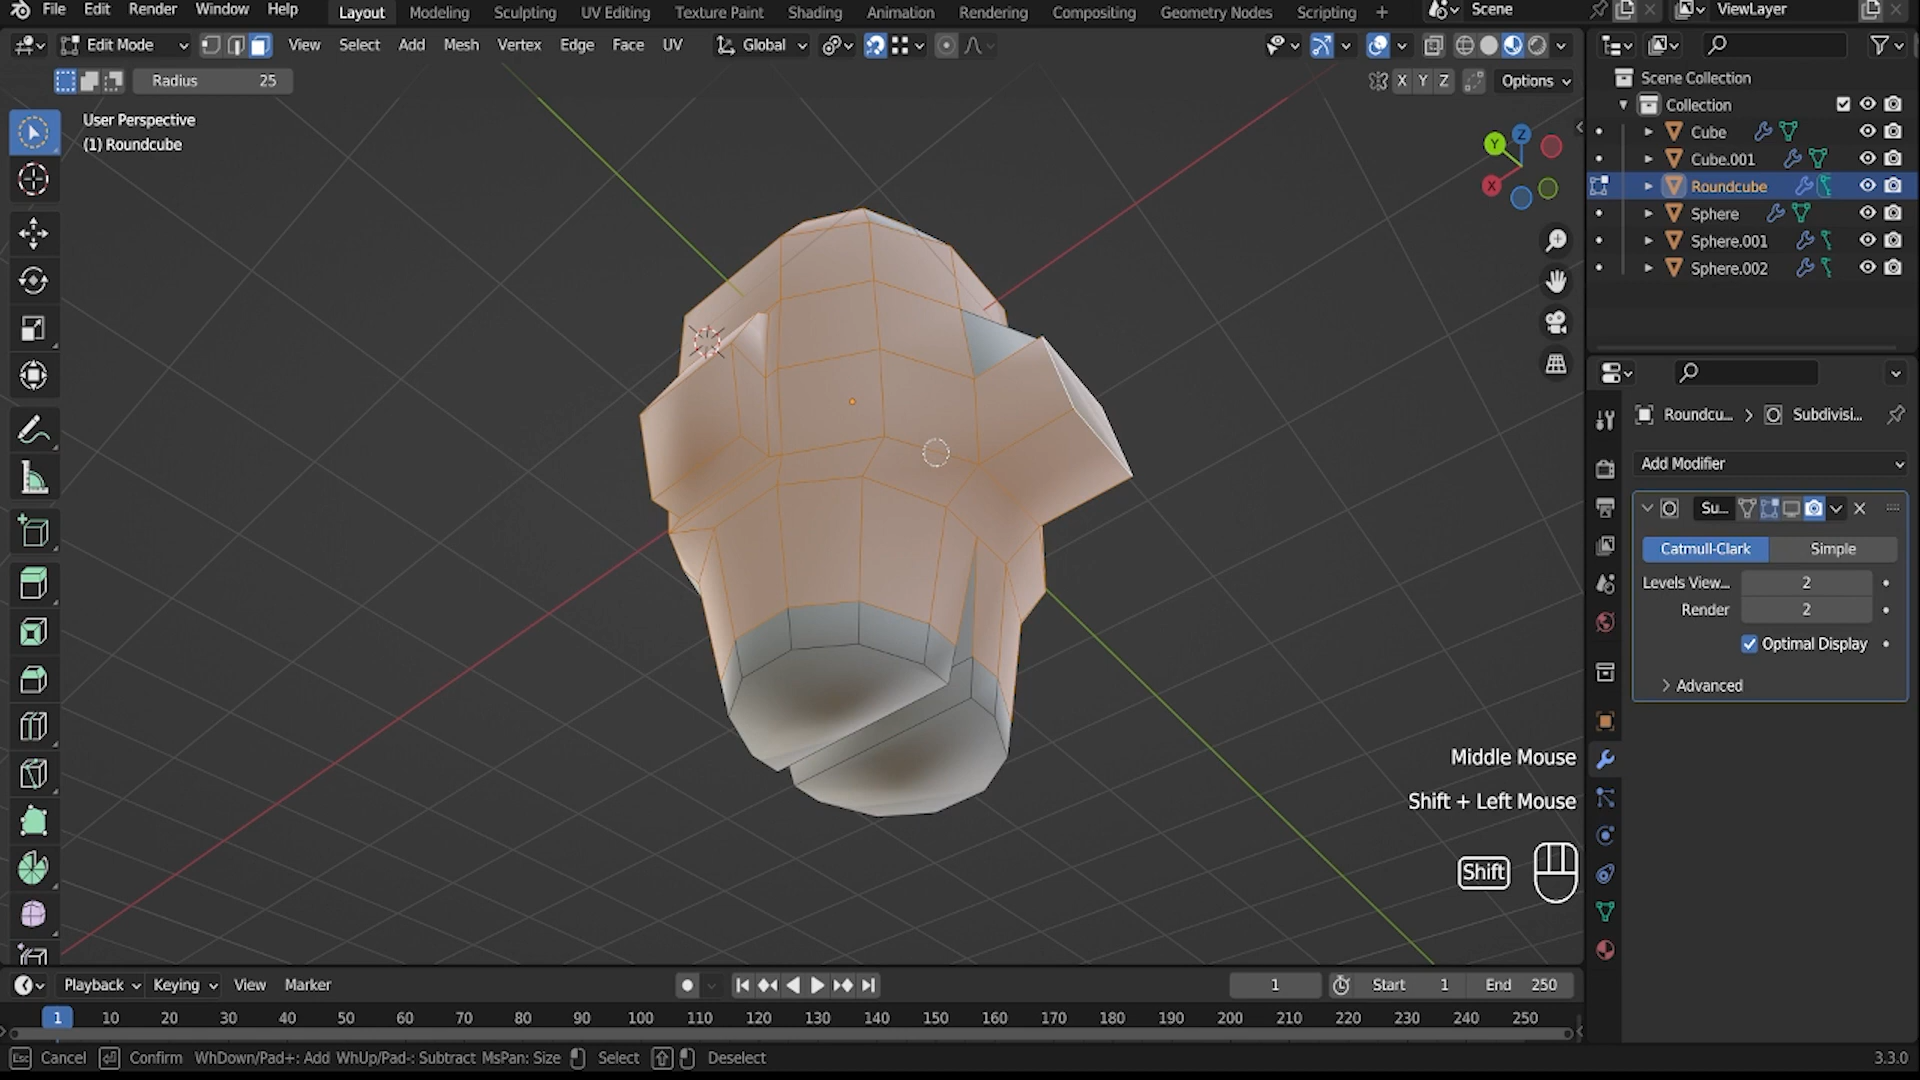 File Edit Render Window Help Layout Modeling Sculpting UV Editing Texture Paint Shading Animation Rendering Compositing Geometry Nodes Scripting + Scene ViewLayer
Edit Mode View Select Add Mesh Vertex Edge Face UV Global
Radius 25 X Y Z Options
User Perspective
(1) Roundcube
Z
Y
X
Scene Collection
Collection
Cube
Cube.001
Roundcube
Sphere
Sphere.001
Sphere.002
Roundcu... > Subdivisi...
Add Modifier
Su...
Catmull-Clark Simple
Levels View... 2
Render 2
Optimal Display
Advanced
Middle Mouse
Shift + Left Mouse
Shift
Playback Keying View Marker 1 Start 1 End 250
1 10 20 30 40 50 60 70 80 90 100 110 120 130 140 150 160 170 180 190 200 210 220 230 240 250
Esc Cancel Confirm WhDown/Pad+: Add WhUp/Pad-: Subtract MsPan: Size Select Deselect 3.3.0